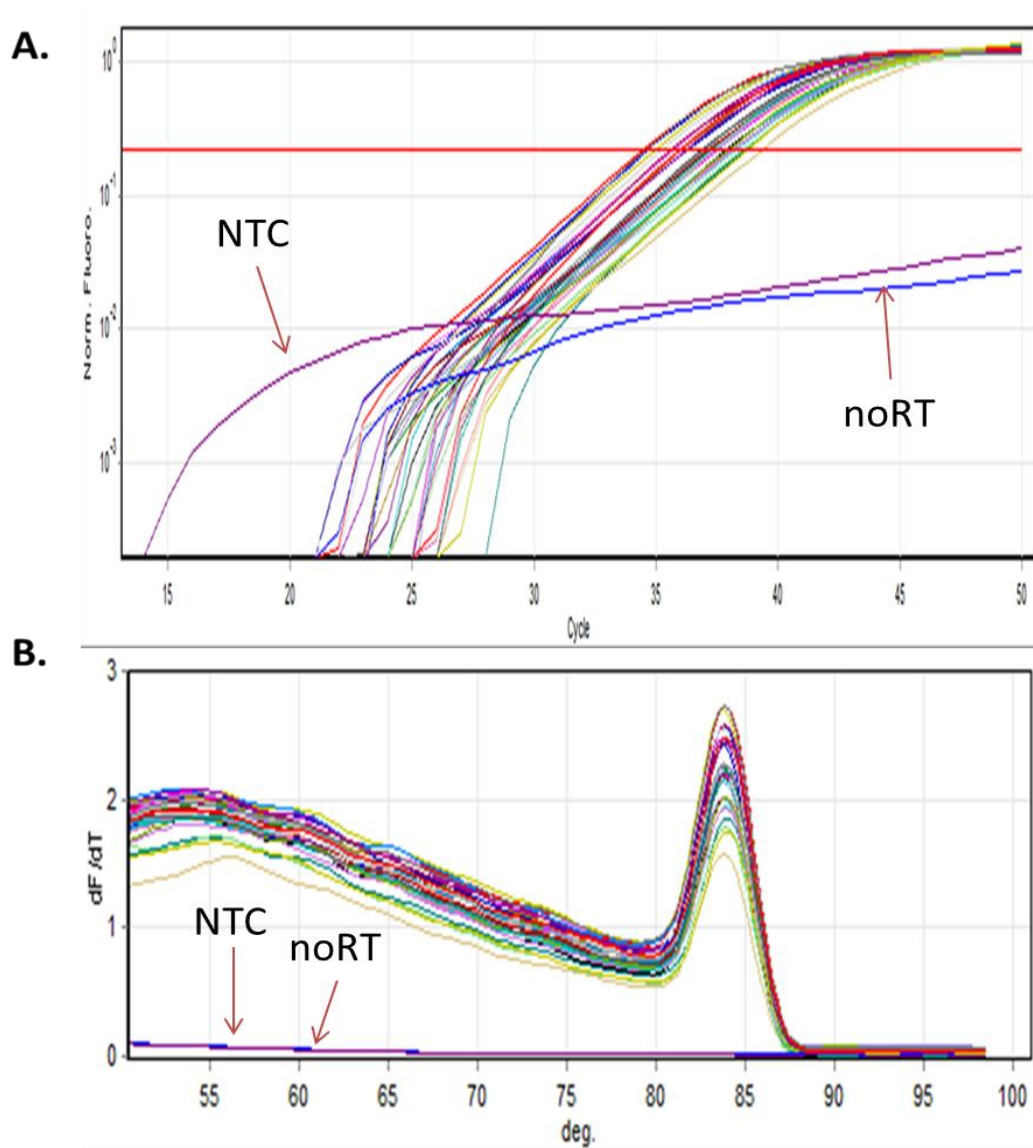 A.
10⁰
10⁻¹
10⁻²
10⁻³
Norm. Fluoro.
NTC
noRT
15 20 25 30 35 40 45 50
Cycle
B.
3
2
1
0
dF/dT
NTC
noRT
55 60 65 70 75 80 85 90 95 100
deg.